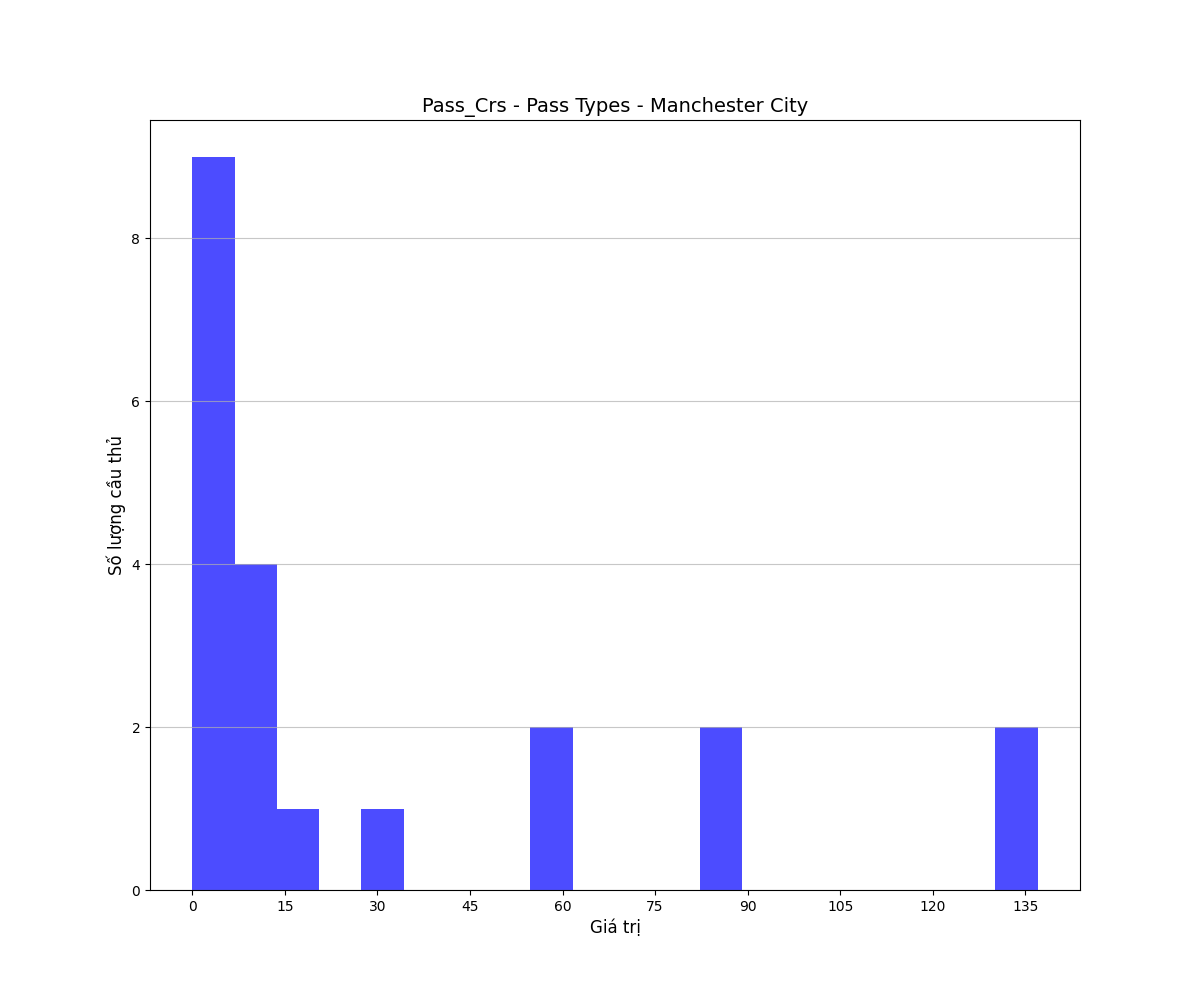 Pass_Crs - Pass Types - Manchester City
Số lượng cầu thủ
8
6
4
2
0
0 15 30 45 60 75 90 105 120 135
Giá trị